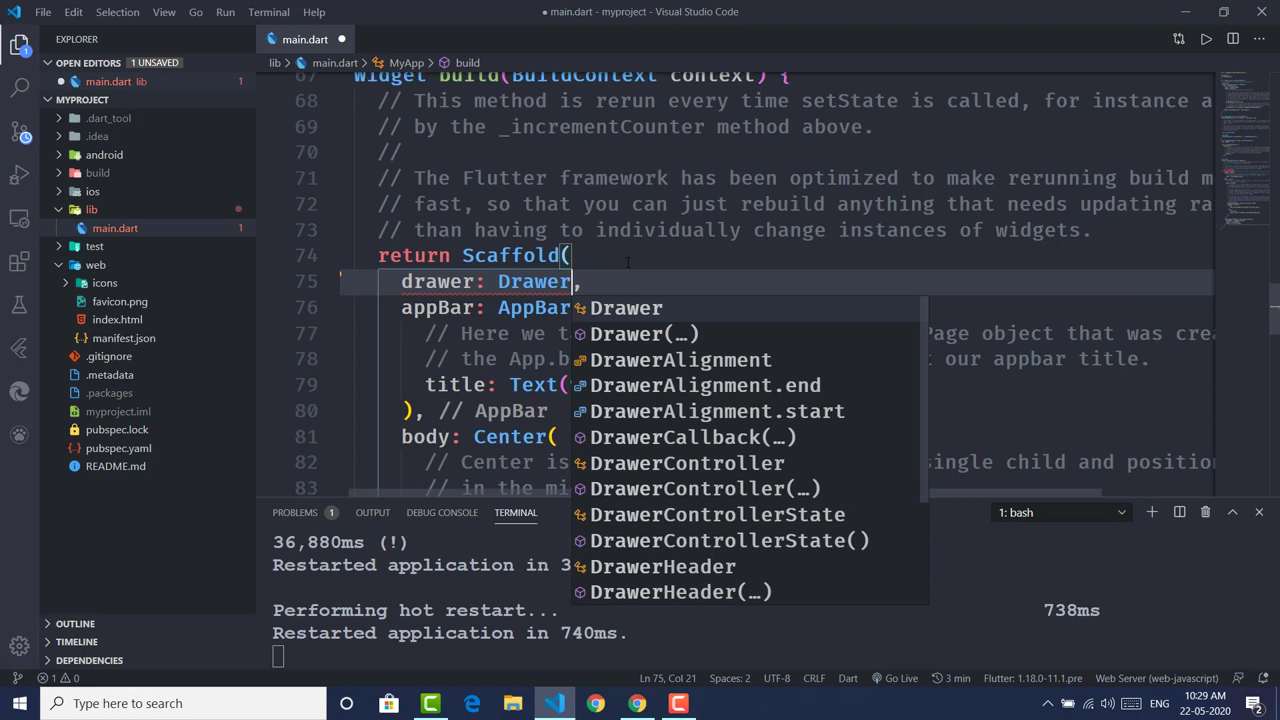 File Edit Selection View Go Run Terminal Help
● main.dart - myproject - Visual Studio Code
EXPLORER
OPEN EDITORS 1 UNSAVED
main.dart lib 1
MYPROJECT
.dart_tool
.idea
android
build
ios
lib
main.dart 1
test
web
icons
favicon.png
index.html
manifest.json
.gitignore
.metadata
.packages
myproject.iml
pubspec.lock
pubspec.yaml
README.md
OUTLINE
TIMELINE
DEPENDENCIES
main.dart
lib > main.dart > MyApp > build
67 Widget build(BuildContext context) {
68 // This method is rerun every time setState is called, for instance a
69 // by the _incrementCounter method above.
70 //
71 // The Flutter framework has been optimized to make rerunning build m
72 // fast, so that you can just rebuild anything that needs updating ra
73 // than having to individually change instances of widgets.
74 return Scaffold(
75 drawer: Drawer,
76 appBar: AppBar
77 // Here we t Page object that was crea
78 // the App.b t our appbar title.
79 title: Text(
80 ), // AppBar
81 body: Center(
82 // Center is single child and position
83 // in the mi
Drawer
Drawer(…)
DrawerAlignment
DrawerAlignment.end
DrawerAlignment.start
DrawerCallback(…)
DrawerController
DrawerController(…)
DrawerControllerState
DrawerControllerState()
DrawerHeader
DrawerHeader(…)
PROBLEMS 1 OUTPUT DEBUG CONSOLE TERMINAL 1: bash
36,880ms (!)
Restarted application in 3
Performing hot restart... 738ms
Restarted application in 740ms.
1 0 Ln 75, Col 21 Spaces: 2 UTF-8 CRLF Dart Go Live 3 min Flutter: 1.18.0-11.1.pre Web Server (web-javascript)
Type here to search
ENG
10:29 AM
22-05-2020
2